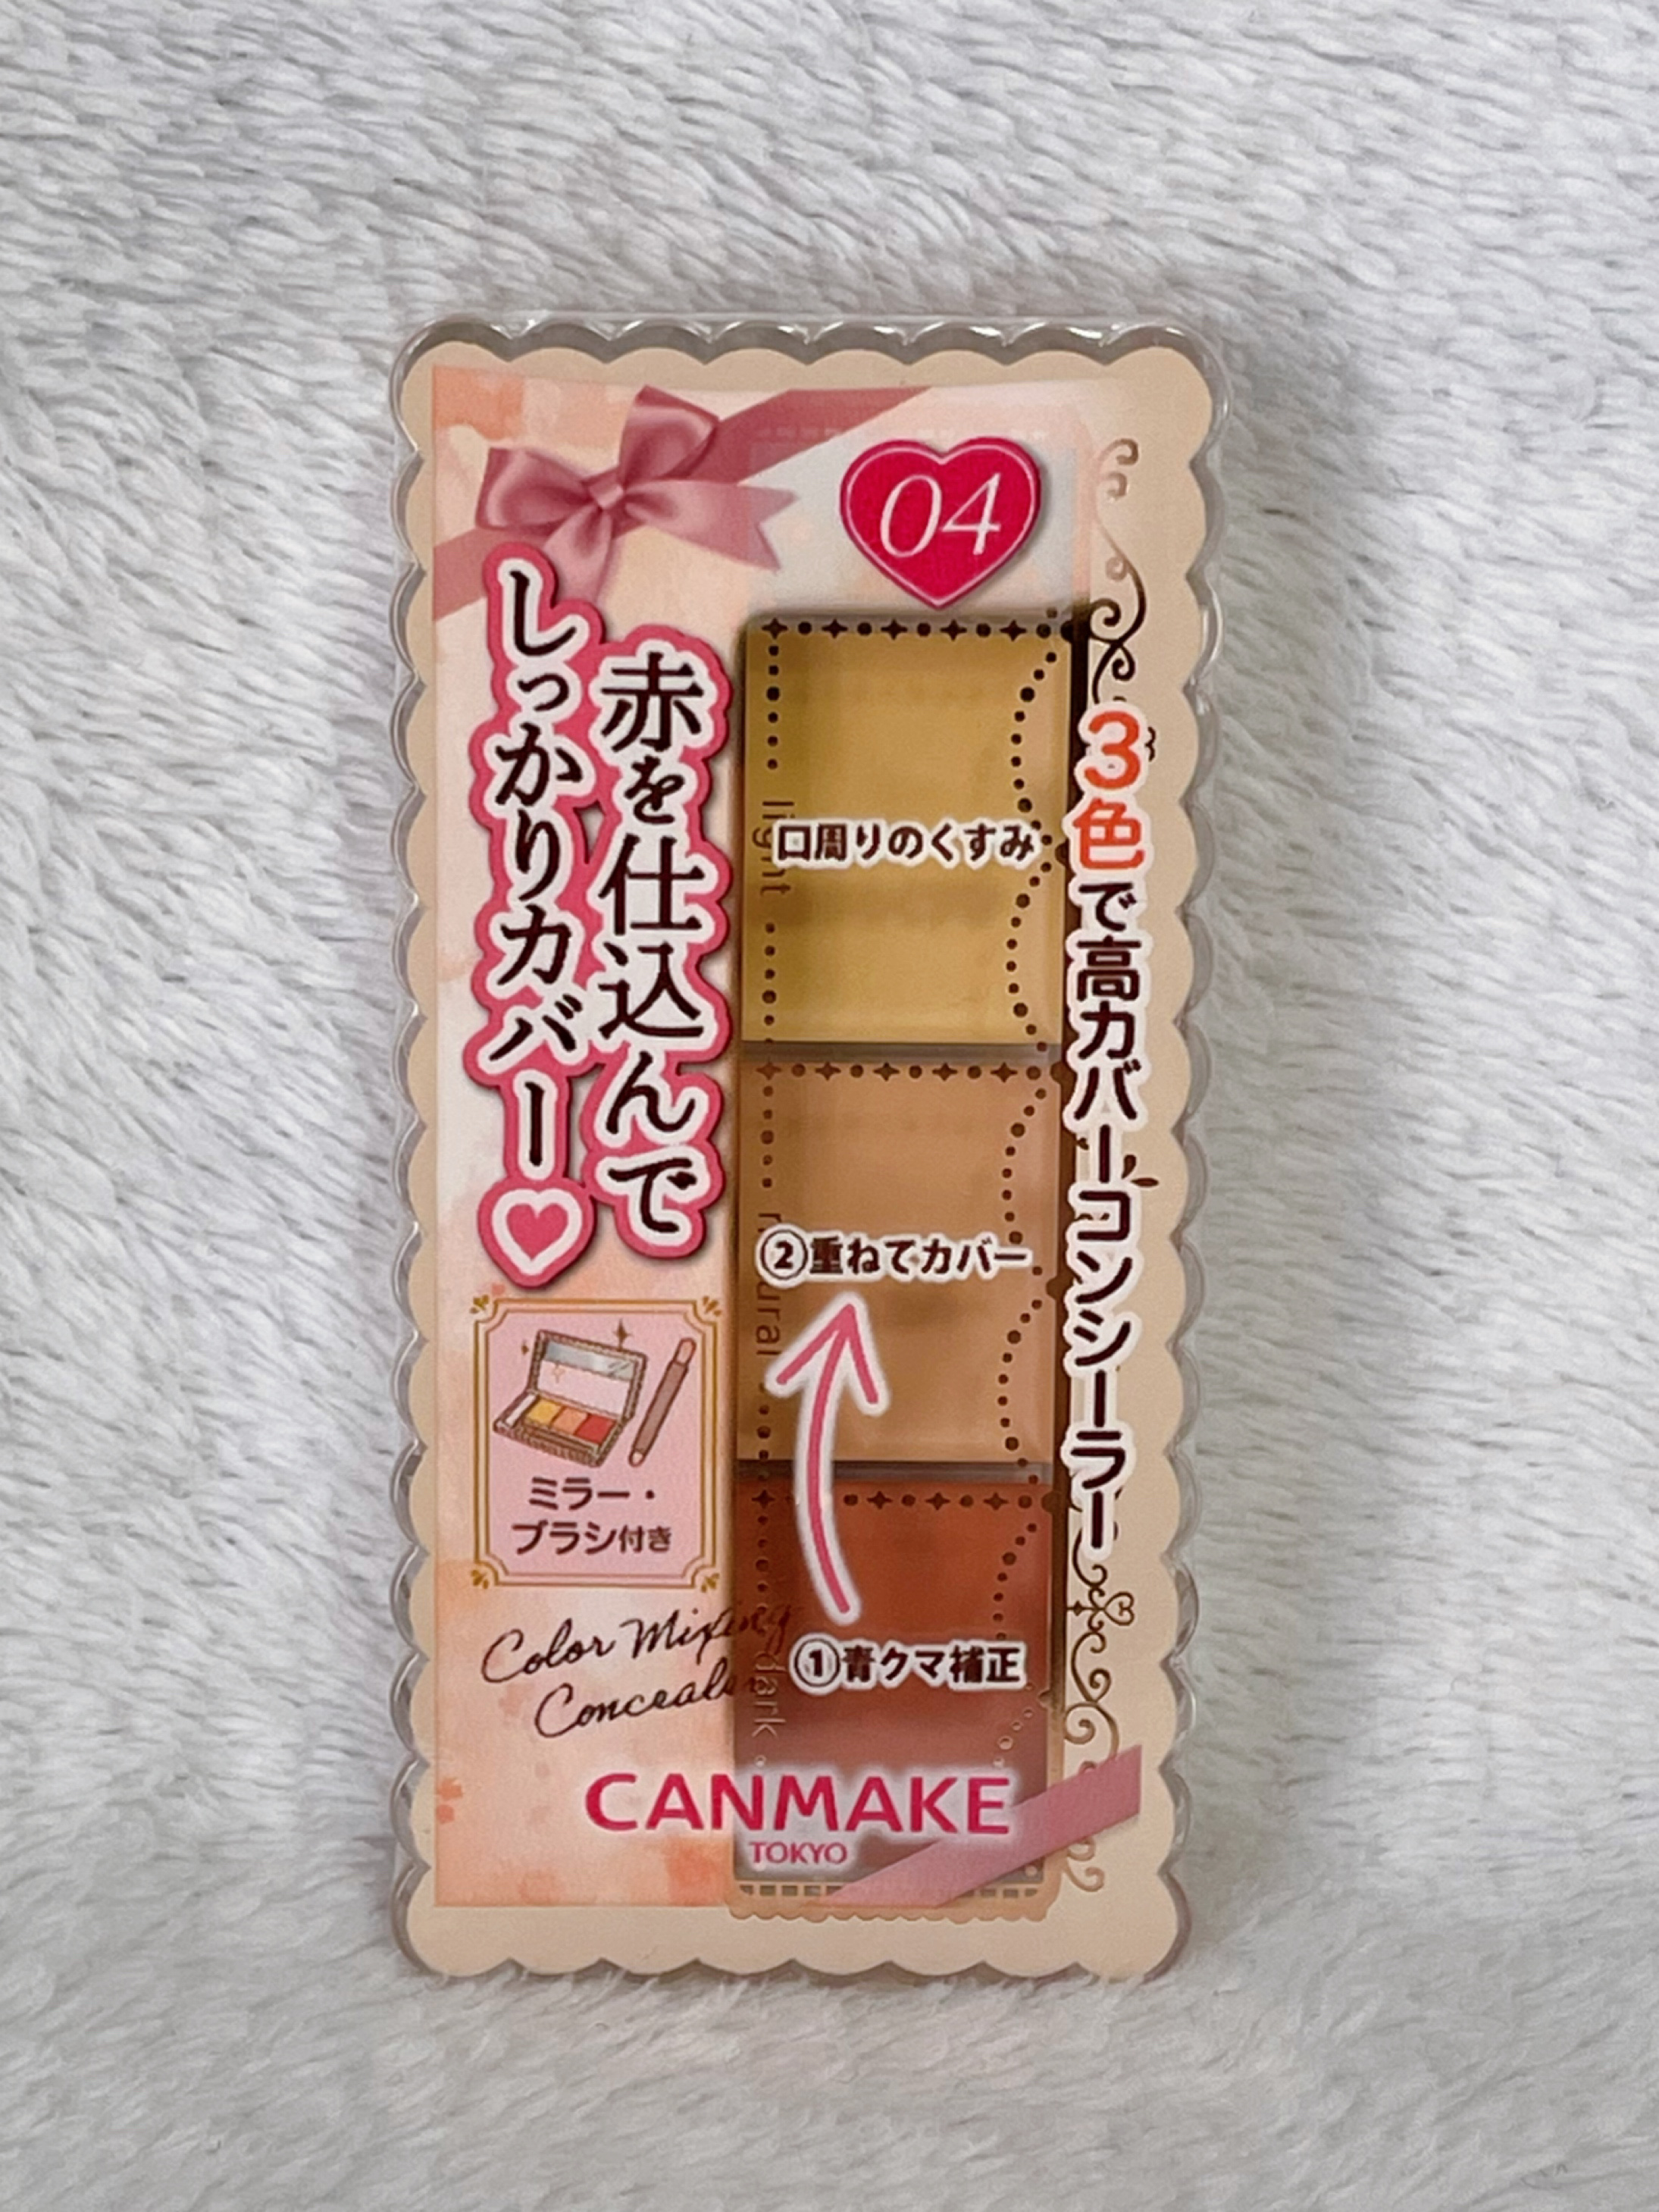 04
赤を仕込んで
しっかりカバー♡
3色で高カバーコンシーラー
light
口周りのくすみ
natural
②重ねてカバー
dark
①青クマ補正
ミラー・
ブラシ付き
Color Mixing
Concealer
CANMAKE
TOKYO